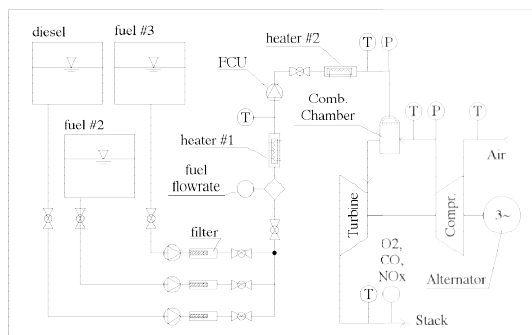 diesel
fuel #3
heater #2
T
P
FCU
fuel #2
T
Comb.
Chamber
T
P
T
heater #1
Air
fuel
flowrate
Turbine
Compr.
3~
filter
O2,
CO,
NOx
Alternator
T
Stack